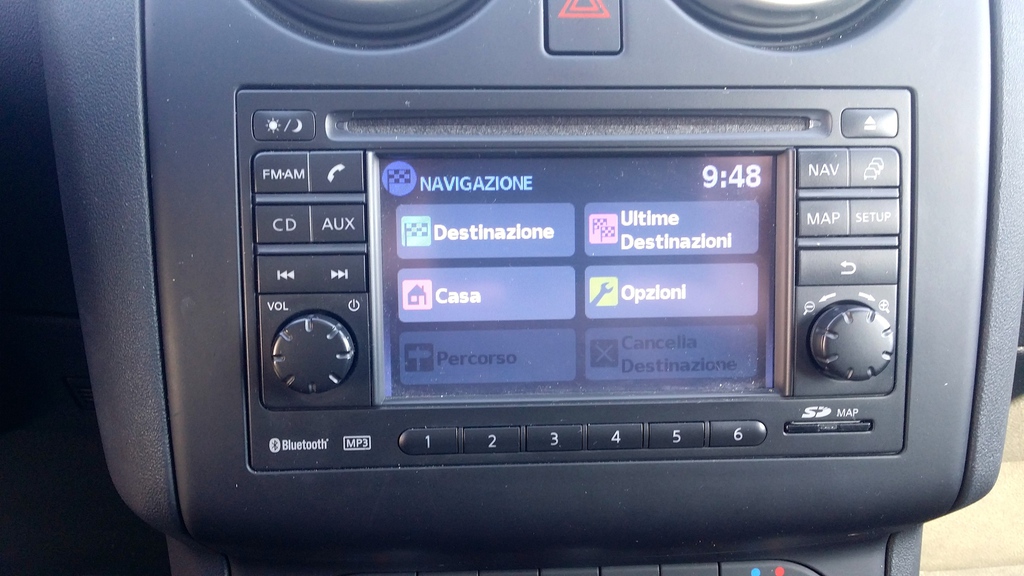 FM·AM
CD AUX
VOL
NAVIGAZIONE 9:48
Destinazione
Ultime
Destinazioni
Casa
Opzioni
Percorso
Cancella
Destinazione
NAV
MAP SETUP
SD MAP
Bluetooth MP3
1 2 3 4 5 6